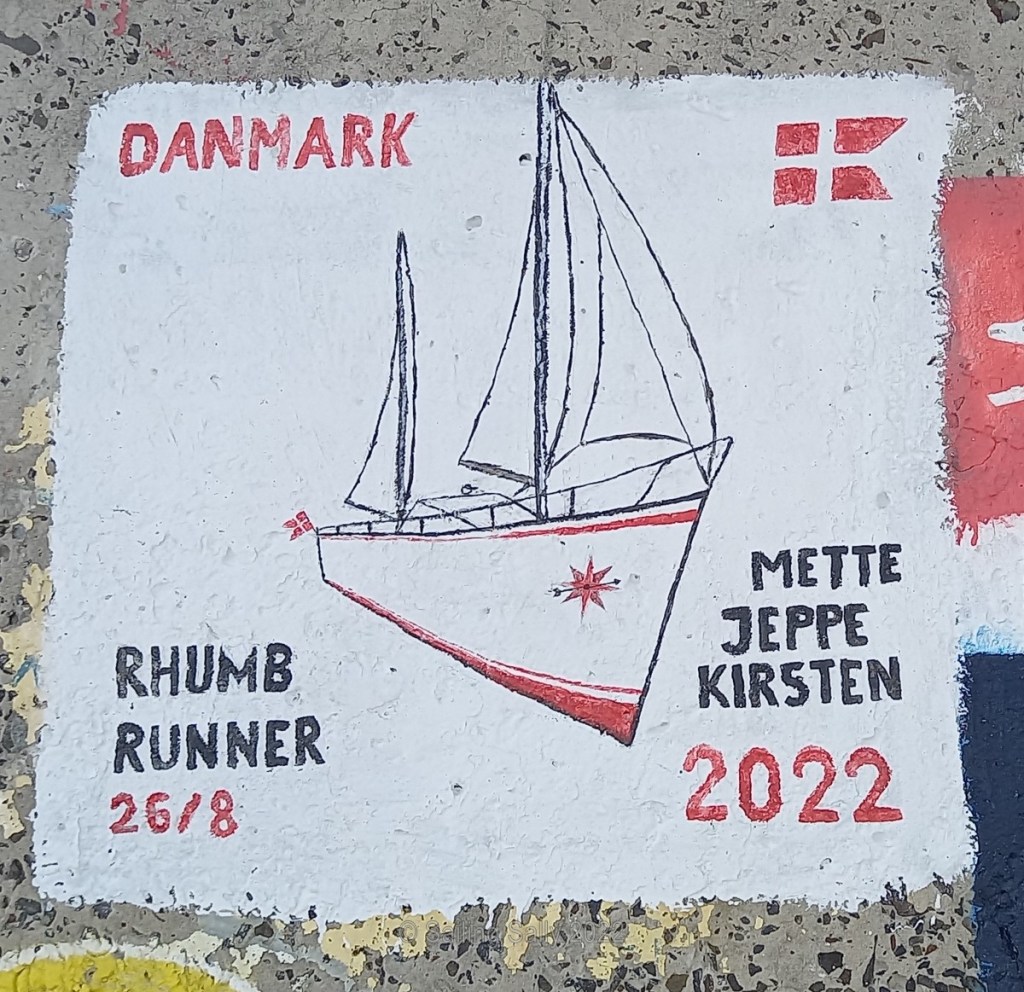 DANMARK
METTE
JEPPE
KIRSTEN
RHUMB
RUNNER
26/8
2022